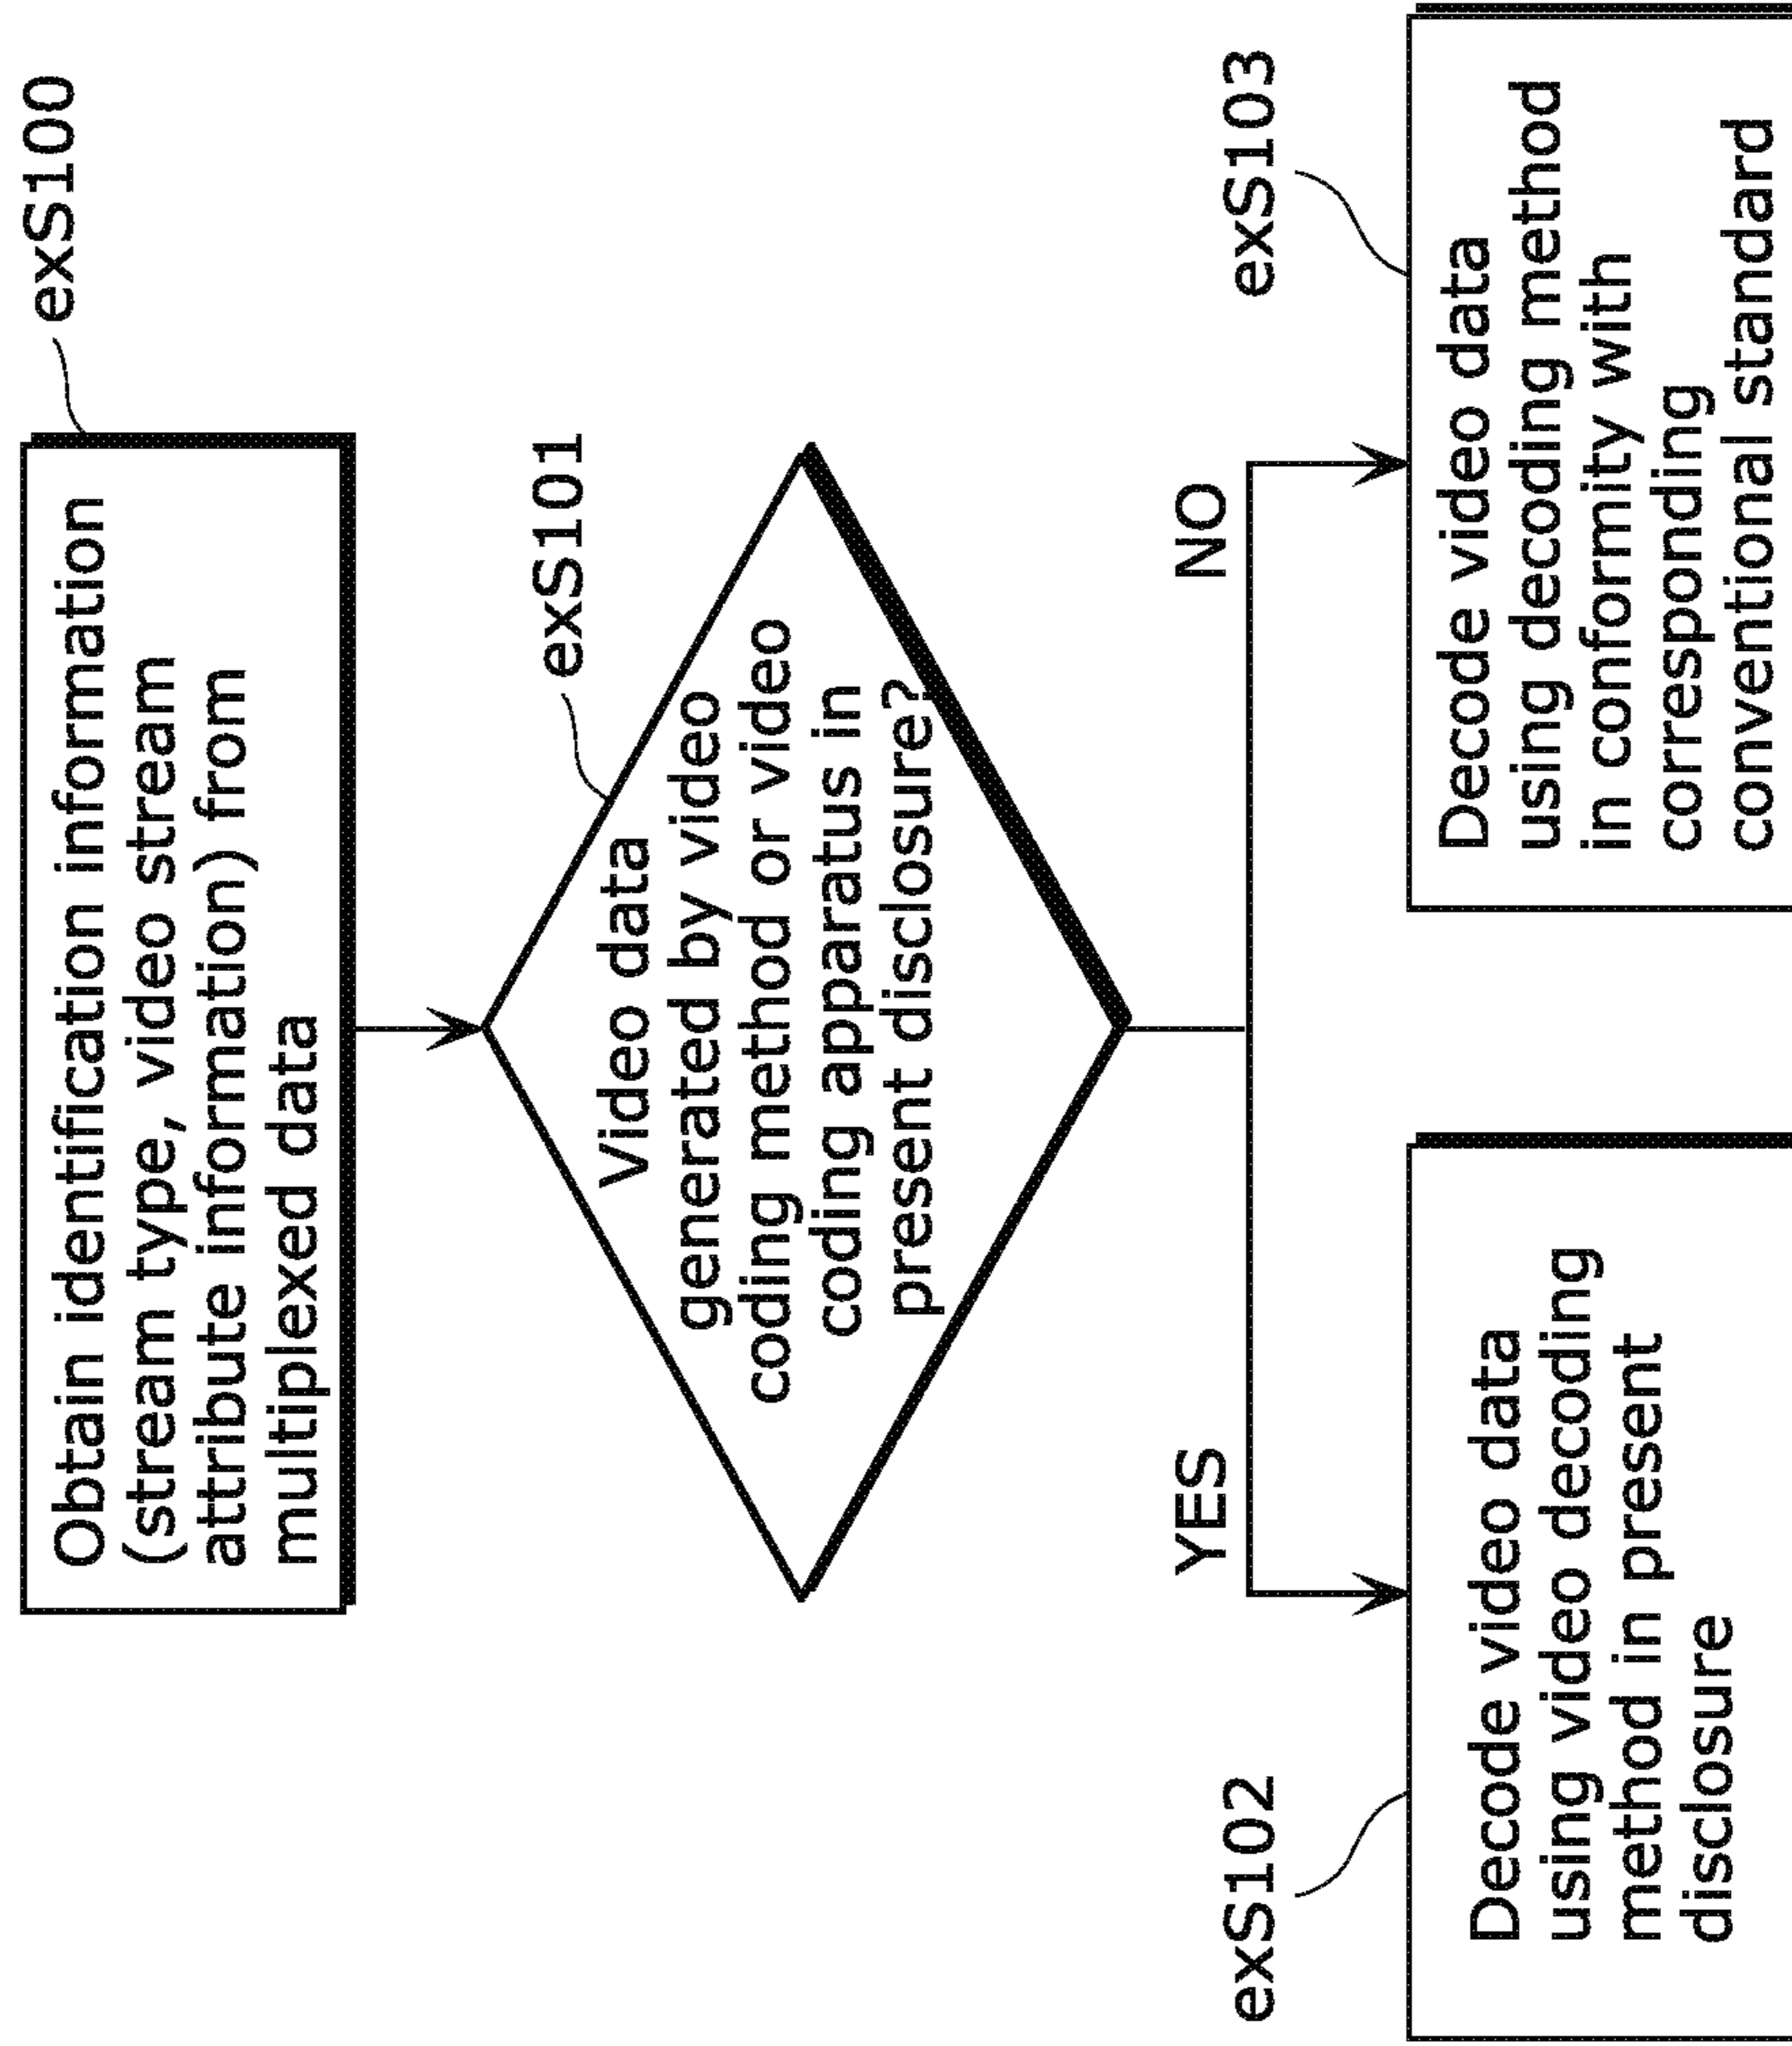 exS100
Obtain identification information
(stream type, video stream
attribute information) from
multiplexed data
exS101
Video data
generated by video
coding method or video
coding apparatus in
present disclosure?
YES
NO
exS102
Decode video data
using video decoding
method in present
disclosure
exS103
Decode video data
using decoding method
in conformity with
corresponding
conventional standard